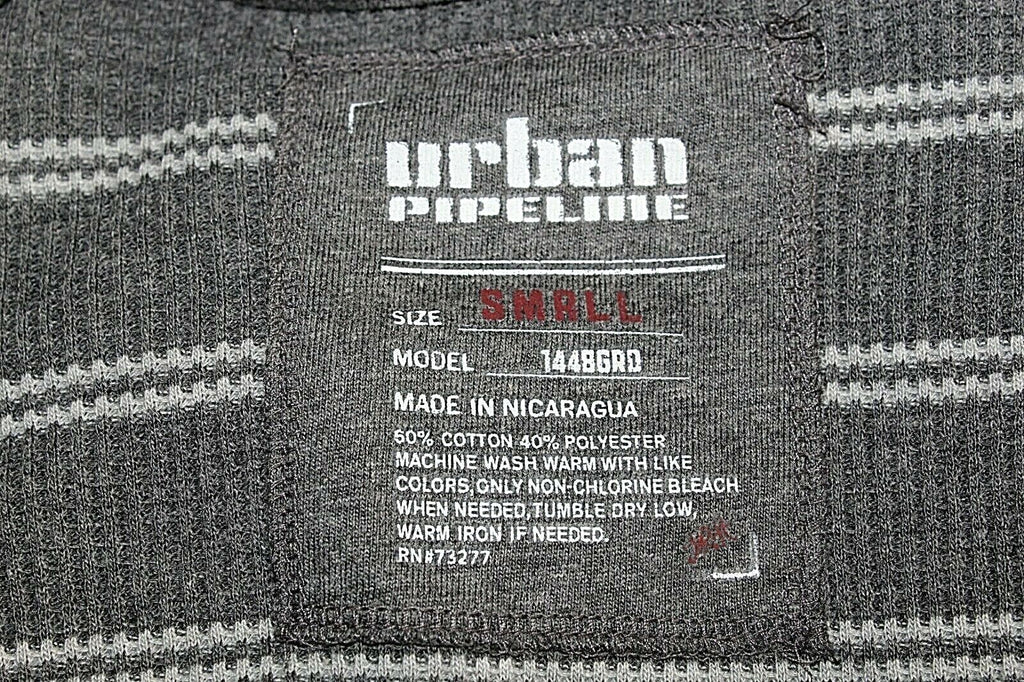 urban
PIPELINE
SIZE SMALL
MODEL 1448GRD
MADE IN NICARAGUA
60% COTTON 40% POLYESTER
MACHINE WASH WARM WITH LIKE
COLORS, ONLY NON-CHLORINE BLEACH
WHEN NEEDED, TUMBLE DRY LOW,
WARM IRON IF NEEDED.
RN#73277